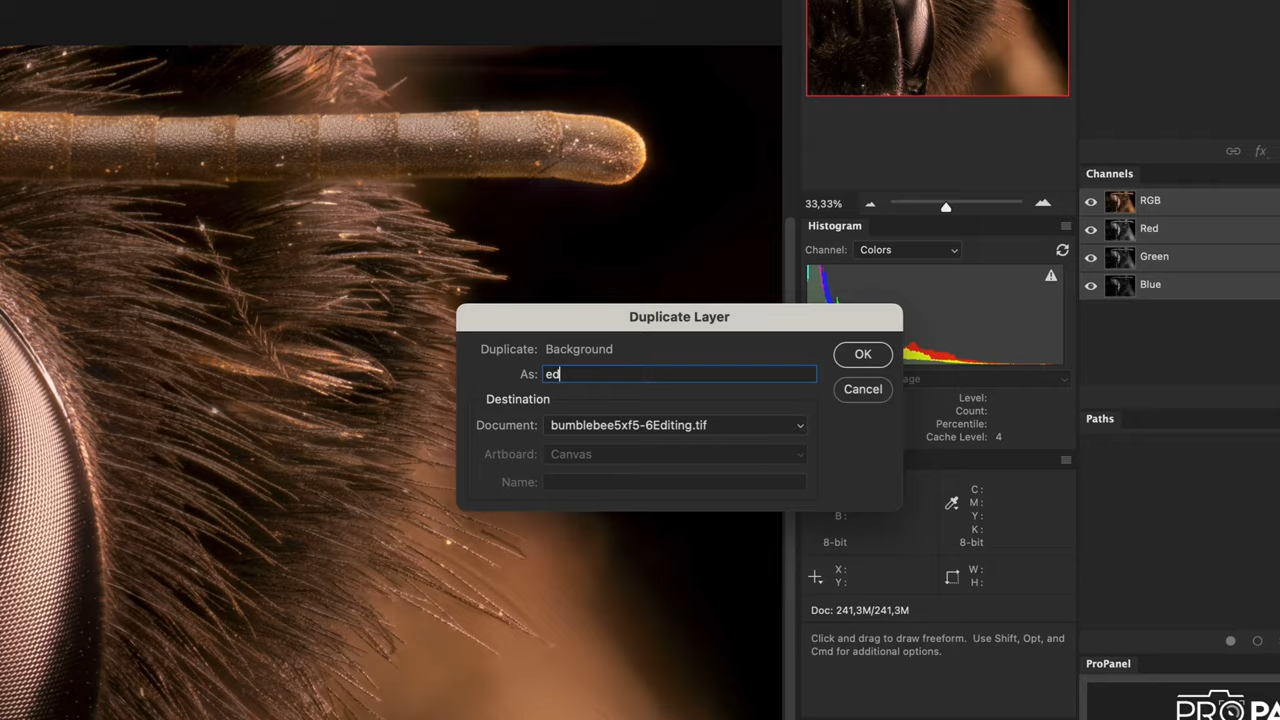 33,33%
Histogram
Channel: Colors
fx
Channels
RGB
Red
Green
Blue
Duplicate Layer
Duplicate: Background
As: ed
OK
Cancel
Destination
Document: bumblebee5xf5-6Editing.tif
Artboard: Canvas
Name:
Level:
Count:
Percentile:
Cache Level: 4
Paths
B:
8-bit
C:
M:
Y:
K:
8-bit
X:
Y:
W:
H:
Doc: 241,3M/241,3M
Click and drag to draw freeform. Use Shift, Opt, and
Cmd for additional options.
ProPanel